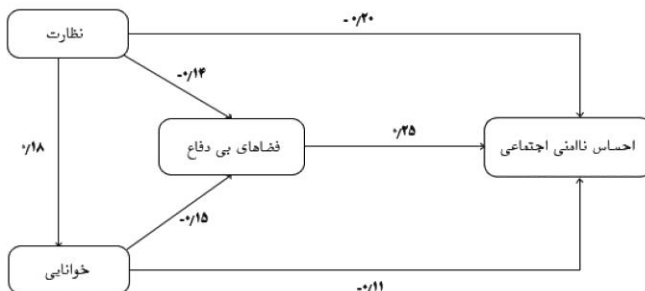 نظارت
-۰/۲۰
-۰/۱۴
فضاهای بی دفاع
۰/۲۵
احساس ناامنی اجتماعی
۰/۱۸
-۰/۱۵
خوانایی
-۰/۱۱